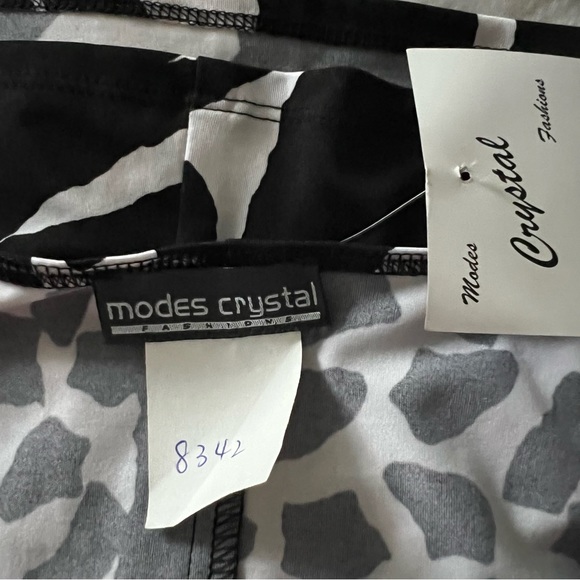 modes crystal
FASHIONS
8342
Modes
Crystal
Fashions